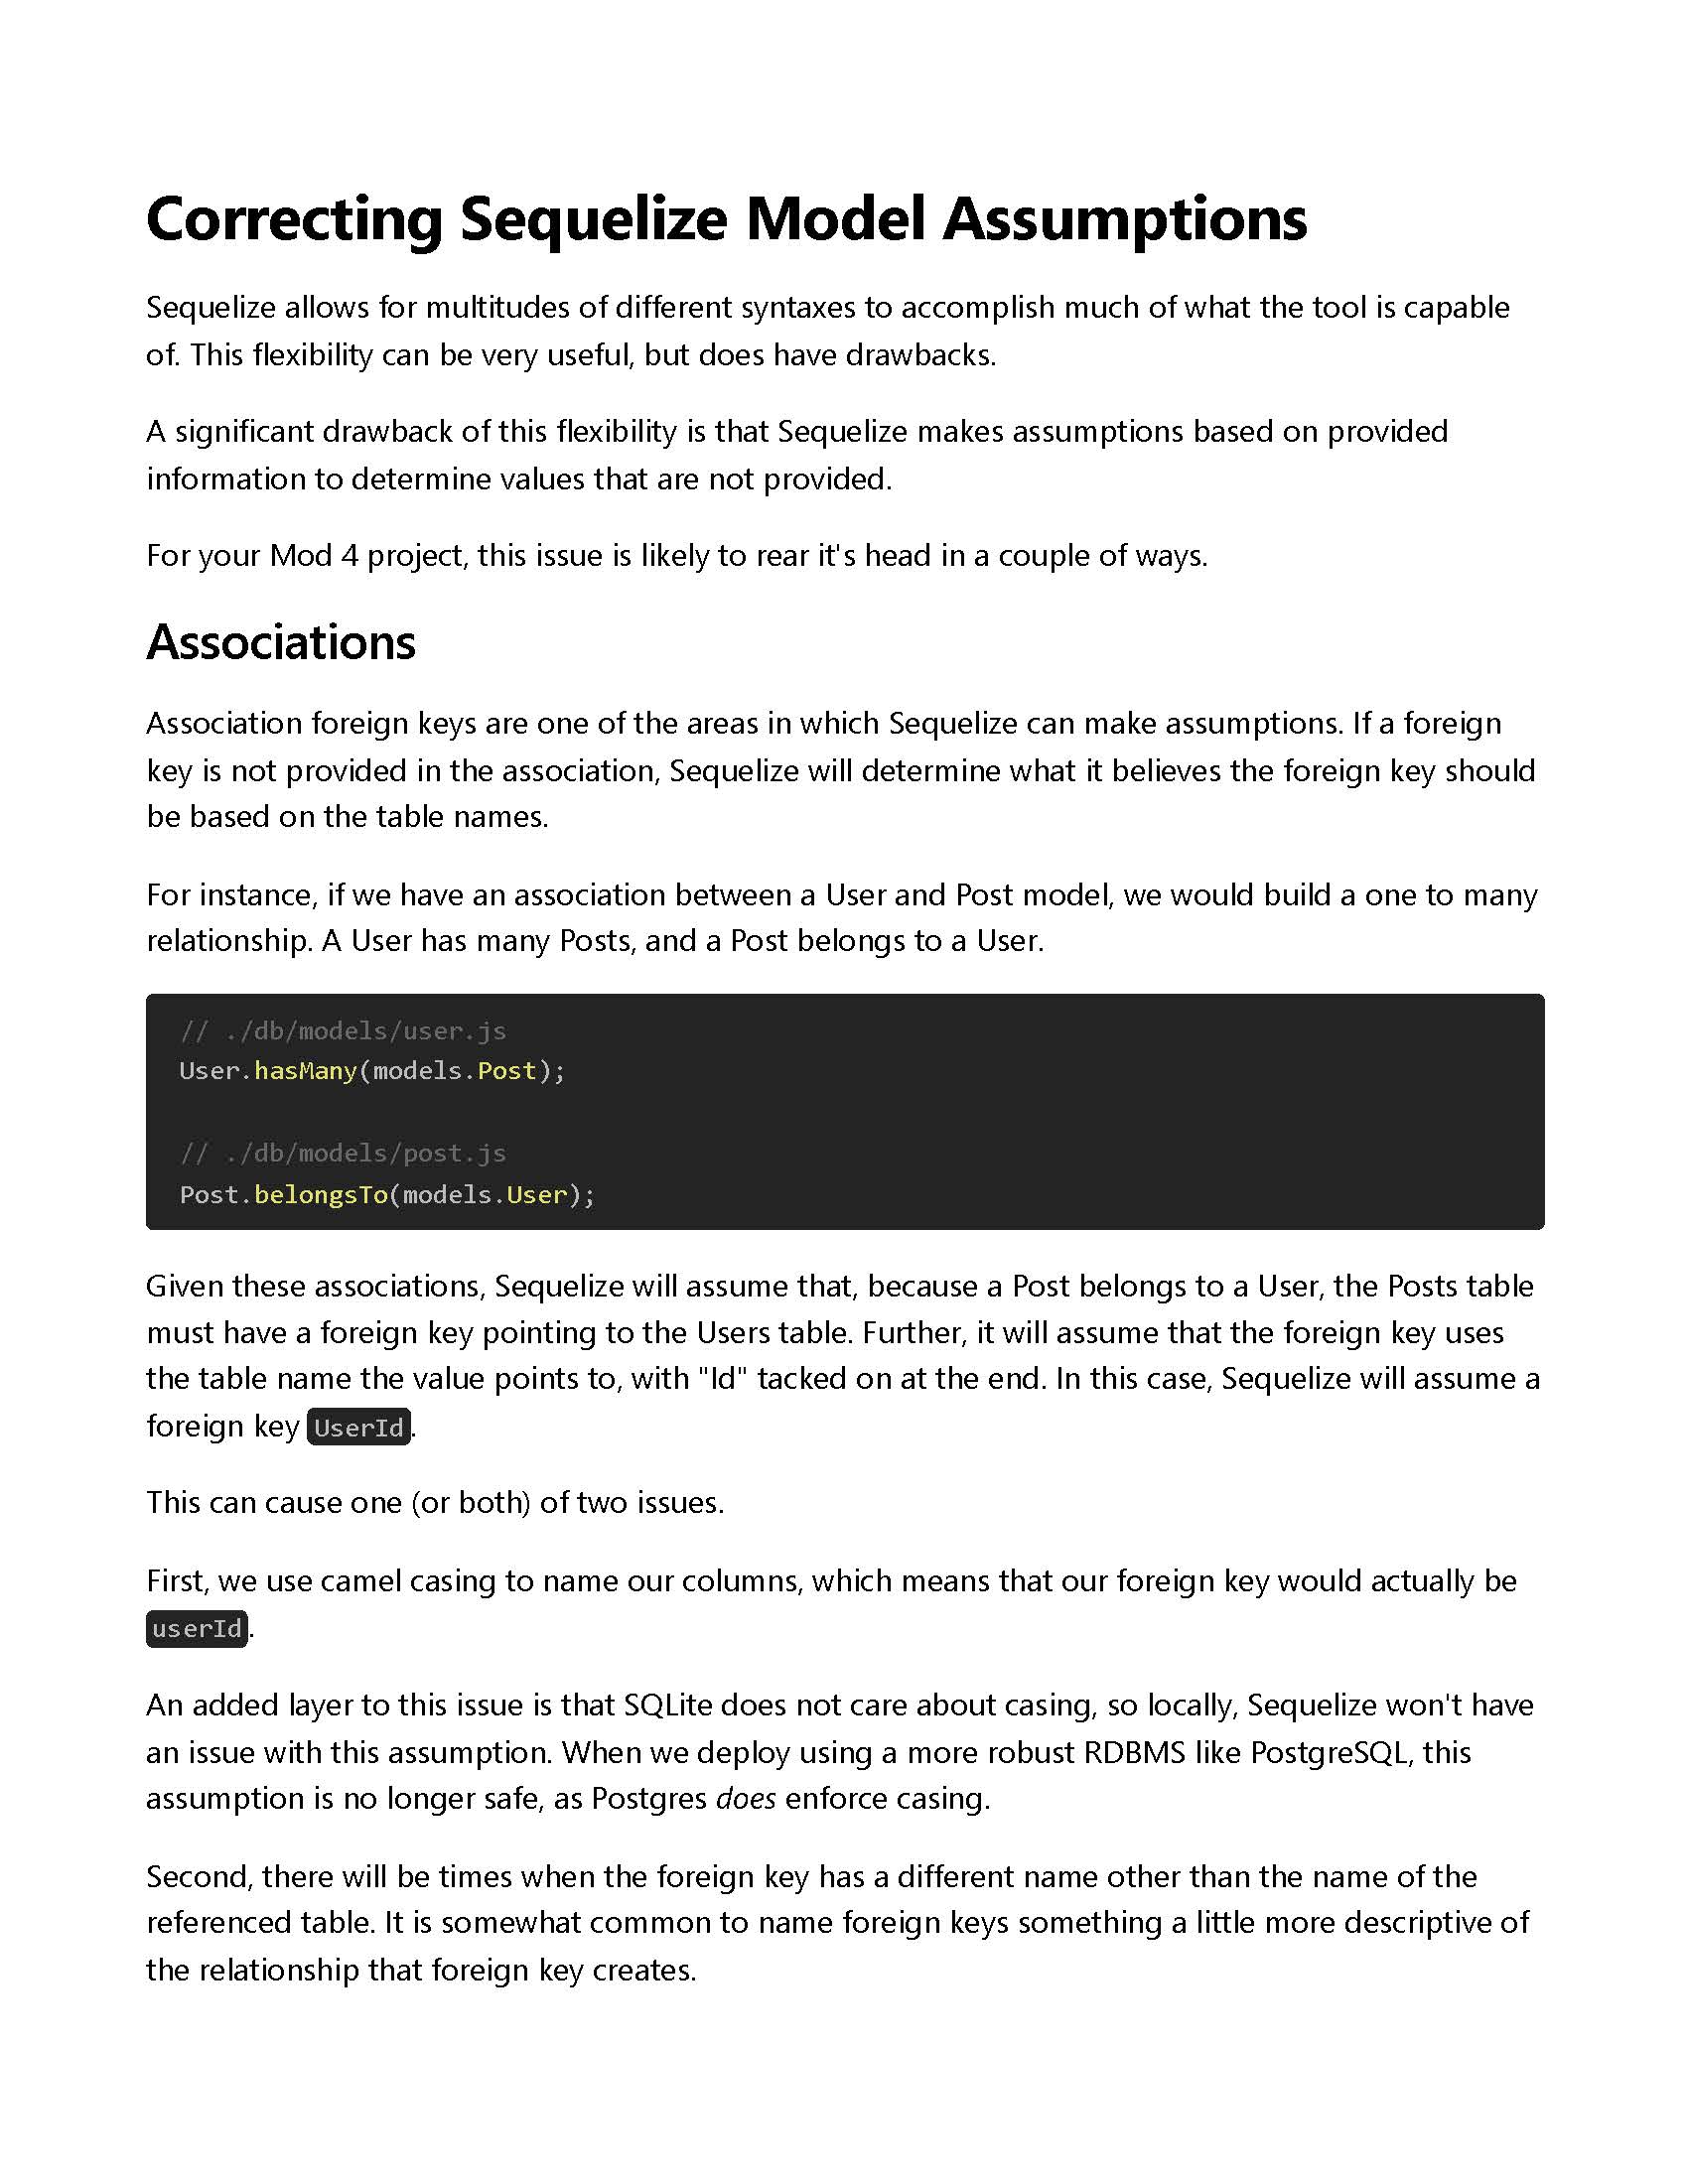 Correcting Sequelize Model Assumptions
Sequelize allows for multitudes of different syntaxes to accomplish much of what the tool is capable
of. This flexibility can be very useful, but does have drawbacks.
A significant drawback of this flexibility is that Sequelize makes assumptions based on provided
information to determine values that are not provided.
For your Mod 4 project, this issue is likely to rear it's head in a couple of ways.
Associations
Association foreign keys are one of the areas in which Sequelize can make assumptions. If a foreign
key is not provided in the association, Sequelize will determine what it believes the foreign key should
be based on the table names.
For instance, if we have an association between a User and Post model, we would build a one to many
relationship. A User has many Posts, and a Post belongs to a User.
// ./db/models/user.js
User.hasMany(models.Post);
// ./db/models/post.js
Post.belongsTo(models.User);
Given these associations, Sequelize will assume that, because a Post belongs to a User, the Posts table
must have a foreign key pointing to the Users table. Further, it will assume that the foreign key uses
the table name the value points to, with "Id" tacked on at the end. In this case, Sequelize will assume a
foreign key UserId.
This can cause one (or both) of two issues.
First, we use camel casing to name our columns, which means that our foreign key would actually be
userId.
An added layer to this issue is that SQLite does not care about casing, so locally, Sequelize won't have
an issue with this assumption. When we deploy using a more robust RDBMS like PostgreSQL, this
assumption is no longer safe, as Postgres does enforce casing.
Second, there will be times when the foreign key has a different name other than the name of the
referenced table. It is somewhat common to name foreign keys something a little more descriptive of
the relationship that foreign key creates.